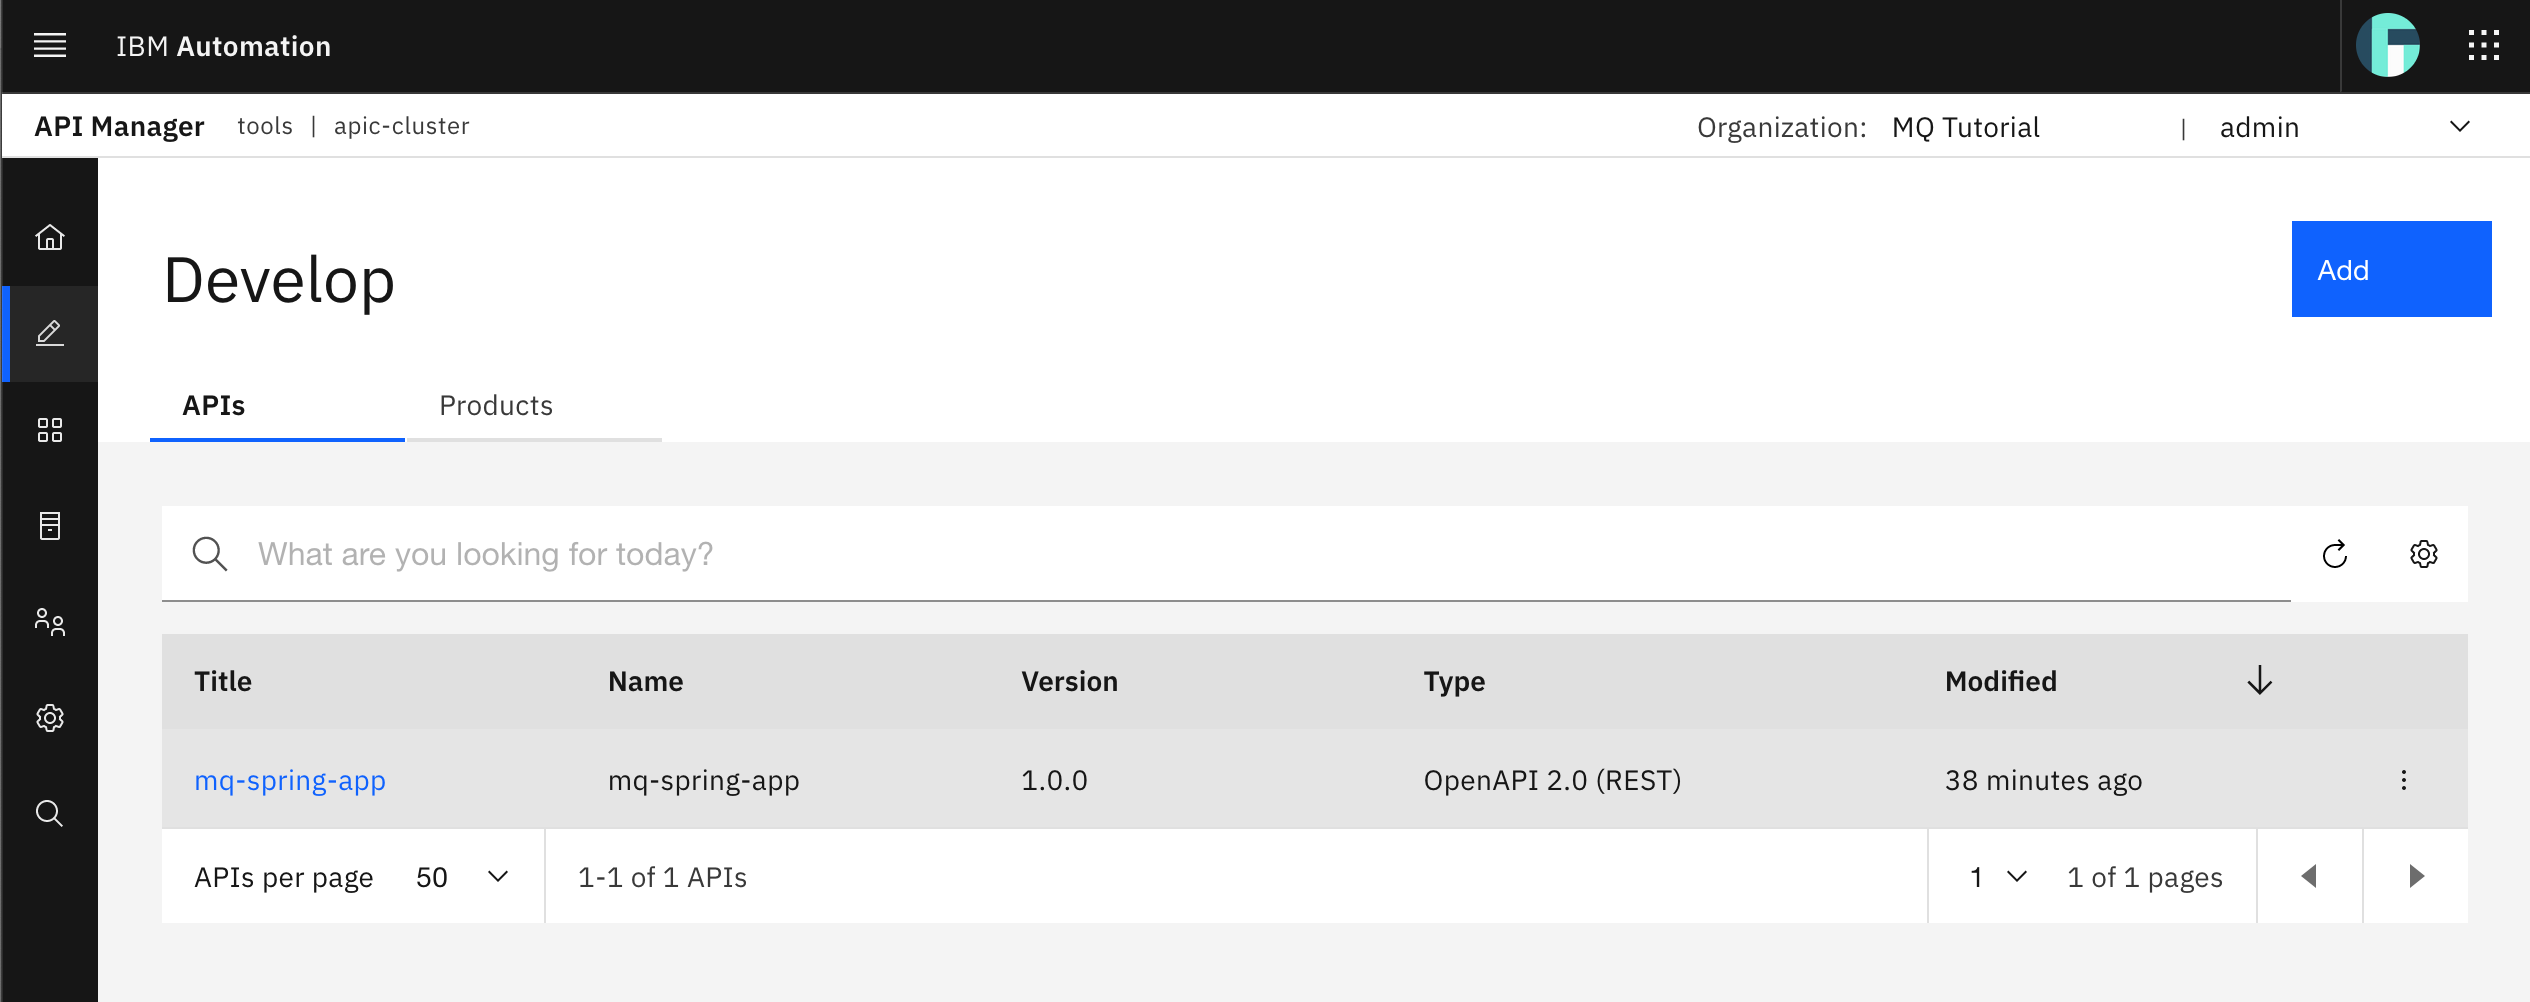 IBM Automation
API Manager tools | apic-cluster Organization: MQ Tutorial | admin
Develop
Add
APIs Products
What are you looking for today?
Title Name Version Type Modified
mq-spring-app mq-spring-app 1.0.0 OpenAPI 2.0 (REST) 38 minutes ago
APIs per page 50 1-1 of 1 APIs 1 1 of 1 pages